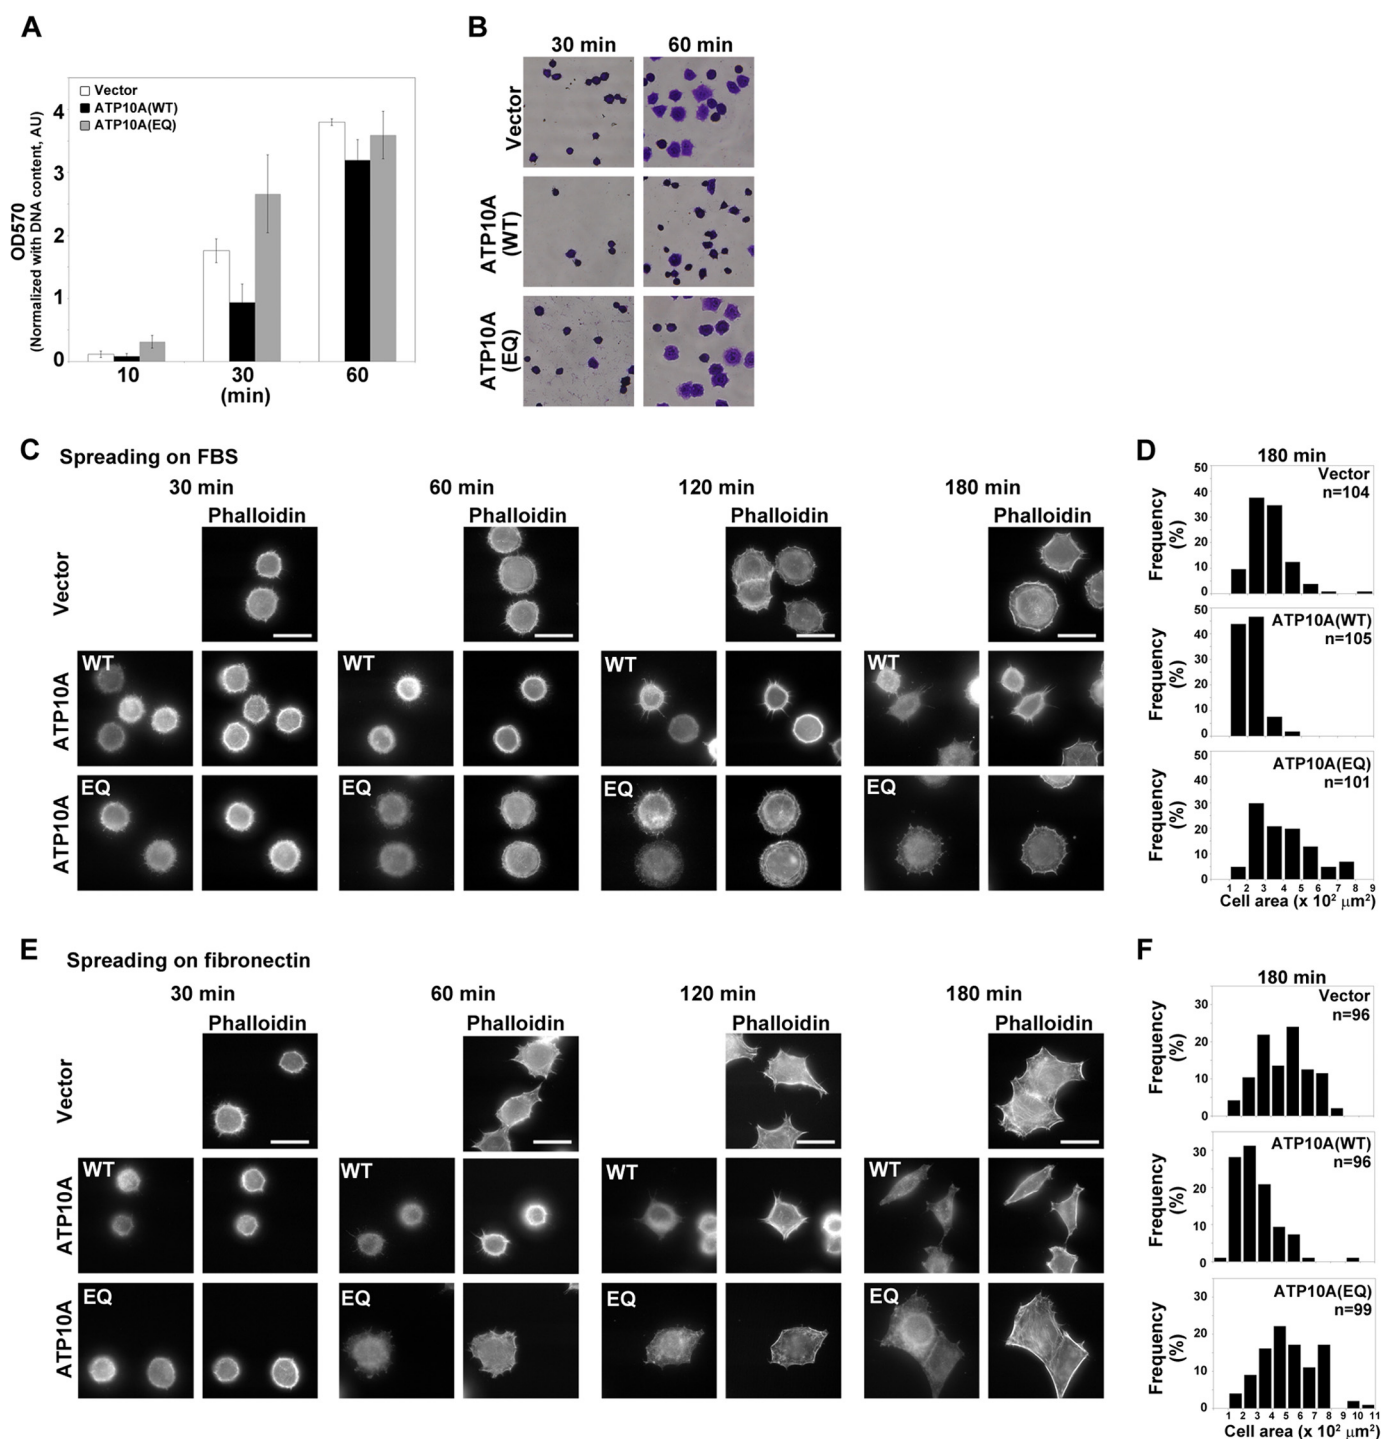 A
Vector
ATP10A(WT)
ATP10A(EQ)
OD570
(Normalized with DNA content, AU)
4
3
2
1
0
10 30 60
(min)
B
30 min 60 min
Vector
ATP10A
(WT)
ATP10A
(EQ)
C Spreading on FBS
30 min 60 min 120 min 180 min
Phalloidin Phalloidin Phalloidin Phalloidin
Vector
ATP10A
WT WT WT WT
ATP10A
EQ EQ EQ EQ
D
180 min
Vector
n=104
Frequency
(%)
50
40
30
20
10
0
ATP10A(WT)
n=105
Frequency
(%)
50
40
30
20
10
0
ATP10A(EQ)
n=101
Frequency
(%)
50
40
30
20
10
0
1 2 3 4 5 6 7 8 9
Cell area (x 10² μm²)
E Spreading on fibronectin
30 min 60 min 120 min 180 min
Phalloidin Phalloidin Phalloidin Phalloidin
Vector
ATP10A
WT WT WT WT
ATP10A
EQ EQ EQ EQ
F
180 min
Vector
n=96
Frequency
(%)
30
20
10
0
ATP10A(WT)
n=96
Frequency
(%)
30
20
10
0
ATP10A(EQ)
n=99
Frequency
(%)
30
20
10
0
1 2 3 4 5 6 7 8 9 10 11
Cell area (x 10² μm²)